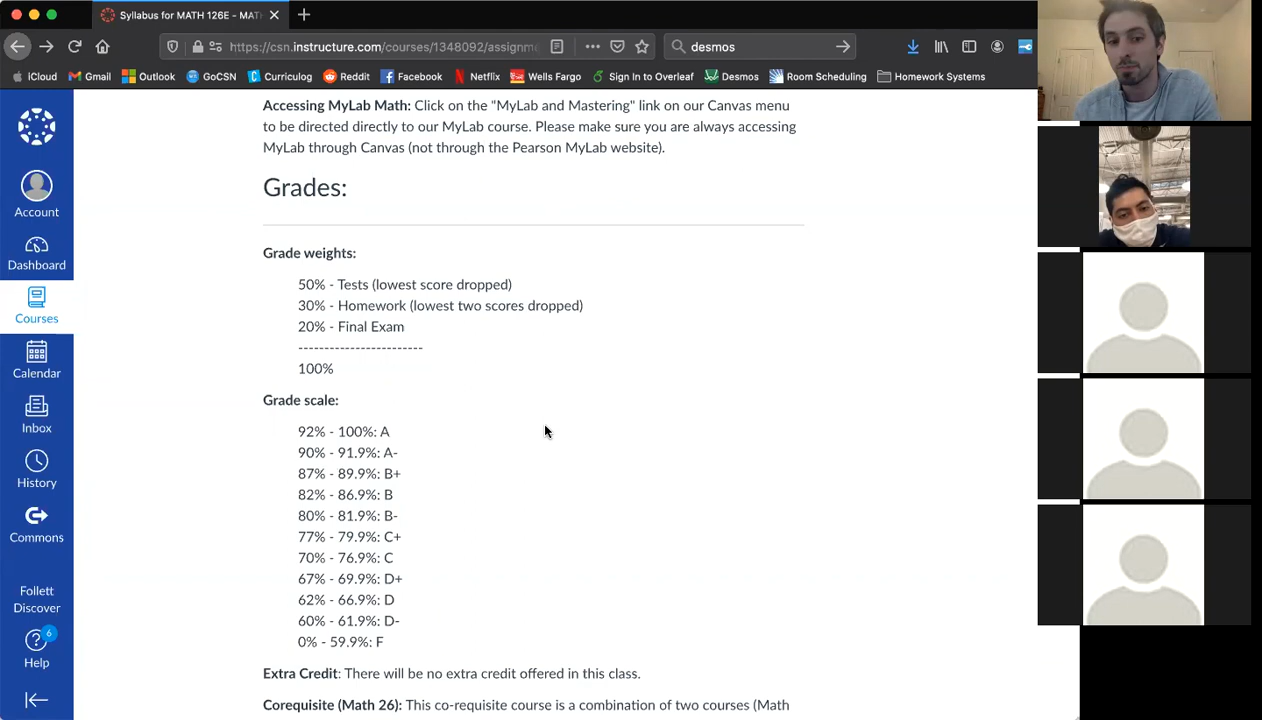 Syllabus for MATH 126E - MAT
https://csn.instructure.com/courses/1348092/assignm
desmos
iCloud
Gmail
Outlook
GoCSN
Curriculog
Reddit
Facebook
Netflix
Wells Fargo
Sign In to Overleaf
Desmos
Room Scheduling
Homework Systems
Account
Dashboard
Courses
Calendar
Inbox
History
Commons
Follett
Discover
6
Help
Accessing MyLab Math: Click on the "MyLab and Mastering" link on our Canvas menu
to be directed directly to our MyLab course. Please make sure you are always accessing
MyLab through Canvas (not through the Pearson MyLab website).
Grades:
Grade weights:
50% - Tests (lowest score dropped)
30% - Homework (lowest two scores dropped)
20% - Final Exam
------------------------
100%
Grade scale:
92% - 100%: A
90% - 91.9%: A-
87% - 89.9%: B+
82% - 86.9%: B
80% - 81.9%: B-
77% - 79.9%: C+
70% - 76.9%: C
67% - 69.9%: D+
62% - 66.9%: D
60% - 61.9%: D-
0% - 59.9%: F
Extra Credit: There will be no extra credit offered in this class.
Corequisite (Math 26): This co-requisite course is a combination of two courses (Math